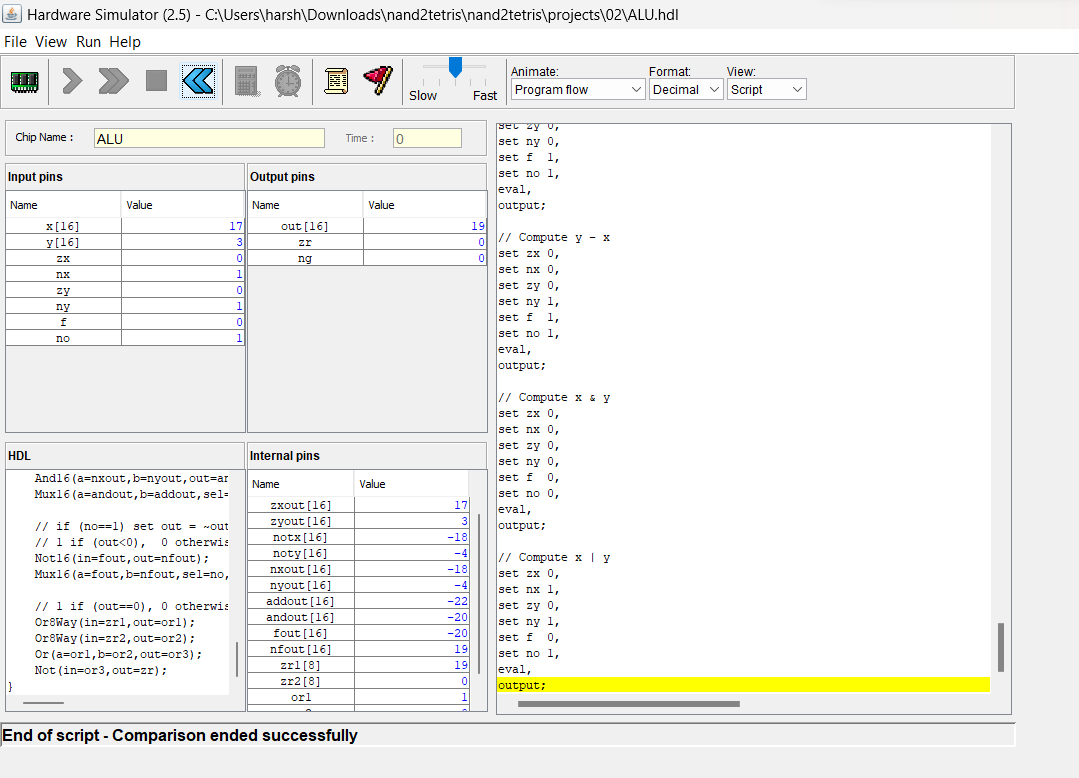 Hardware Simulator (2.5) - C:\Users\harsh\Downloads\nand2tetris\nand2tetris\projects\02\ALU.hdl
File View Run Help
Slow Fast
Animate: Format: View:
Program flow Decimal Script
Chip Name : ALU Time : 0
Input pins
Name Value
x[16] 17
y[16] 3
zx 0
nx 1
zy 0
ny 1
f 0
no 1
Output pins
Name Value
out[16] 19
zr 0
ng 0
HDL
And16(a=nxout,b=nyout,out=an
Mux16(a=andout,b=addout,sel=
// if (no==1) set out = ~out
// 1 if (out<0), 0 otherwis
Not16(in=fout,out=nfout);
Mux16(a=fout,b=nfout,sel=no,
// 1 if (out==0), 0 otherwis
Or8Way(in=zr1,out=or1);
Or8Way(in=zr2,out=or2);
Or(a=or1,b=or2,out=or3);
Not(in=or3,out=zr);
}
Internal pins
Name Value
zxout[16] 17
zyout[16] 3
notx[16] -18
noty[16] -4
nxout[16] -18
nyout[16] -4
addout[16] -22
andout[16] -20
fout[16] -20
nfout[16] 19
zr1[8] 19
zr2[8] 0
or1 1
set zy 0,
set ny 0,
set f 1,
set no 1,
eval,
output;
// Compute y - x
set zx 0,
set nx 0,
set zy 0,
set ny 1,
set f 1,
set no 1,
eval,
output;
// Compute x & y
set zx 0,
set nx 0,
set zy 0,
set ny 0,
set f 0,
set no 0,
eval,
output;
// Compute x | y
set zx 0,
set nx 1,
set zy 0,
set ny 1,
set f 0,
set no 1,
eval,
output;
End of script - Comparison ended successfully